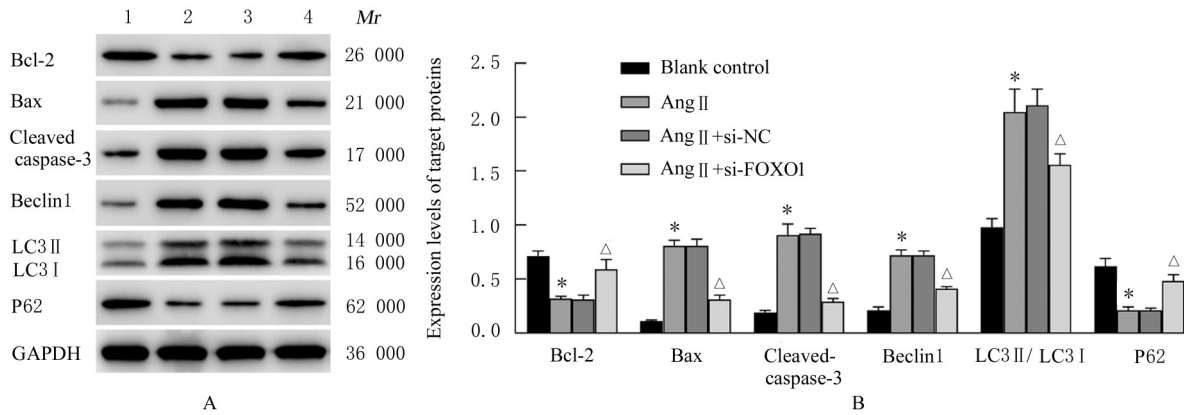 1 2 3 4 Mr
Bcl-2 26 000
Bax 21 000
Cleaved
caspase-3 17 000
Beclin1 52 000
LC3Ⅱ 14 000
LC3Ⅰ 16 000
P62 62 000
GAPDH 36 000
A
Expression levels of target proteins
2.5
2.0
1.5
1.0
0.5
0.0
Blank control
AngⅡ
AngⅡ+si-NC
AngⅡ+si-FOXO1
* △
* △
* △
* △
* △
* △
Bcl-2 Bax Cleaved-
caspase-3 Beclin1 LC3Ⅱ/ LC3Ⅰ P62
B